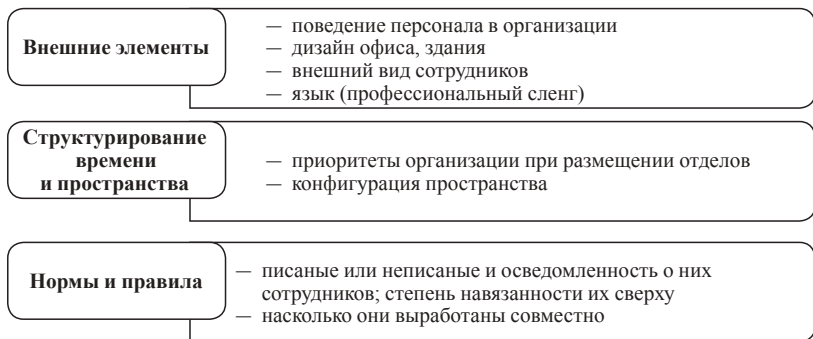 Внешние элементы
— поведение персонала в организации
— дизайн офиса, здания
— внешний вид сотрудников
— язык (профессиональный сленг)
Структурирование
времени
и пространства
— приоритеты организации при размещении отделов
— конфигурация пространства
Нормы и правила
— писаные или неписаные и осведомленность о них
сотрудников; степень навязанности их сверху
— насколько они выработаны совместно